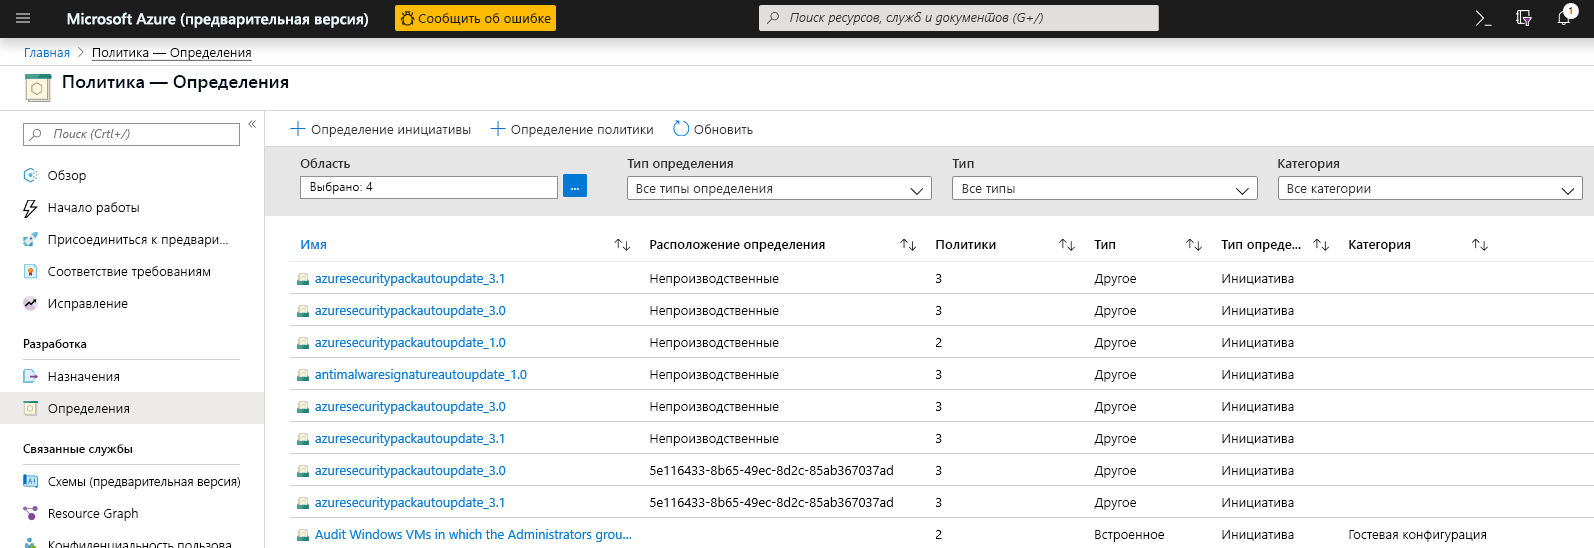 Microsoft Azure (предварительная версия)
Сообщить об ошибке
Поиск ресурсов, служб и документов (G+/)
1
Главная > Политика — Определения
Политика — Определения
Поиск (Crtl+/)
«
Обзор
Начало работы
Присоединиться к предвари...
Соответствие требованиям
Исправление
Разработка
Назначения
Определения
Связанные службы
Схемы (предварительная версия)
Resource Graph
Конфиденциальность пользова...
Определение инициативы
Определение политики
Обновить
Область
Выбрано: 4
...
Тип определения
Все типы определения
Тип
Все типы
Категория
Все категории
Имя Расположение определения Политики Тип Тип опреде... Категория
azuresecuritypackautoupdate_3.1 Непроизводственные 3 Другое Инициатива
azuresecuritypackautoupdate_3.0 Непроизводственные 3 Другое Инициатива
azuresecuritypackautoupdate_1.0 Непроизводственные 2 Другое Инициатива
antimalwaresignatureautoupdate_1.0 Непроизводственные 3 Другое Инициатива
azuresecuritypackautoupdate_3.0 Непроизводственные 3 Другое Инициатива
azuresecuritypackautoupdate_3.1 Непроизводственные 3 Другое Инициатива
azuresecuritypackautoupdate_3.0 5e116433-8b65-49ec-8d2c-85ab367037ad 3 Другое Инициатива
azuresecuritypackautoupdate_3.1 5e116433-8b65-49ec-8d2c-85ab367037ad 3 Другое Инициатива
Audit Windows VMs in which the Administrators grou... 2 Встроенное Инициатива Гостевая конфигурация